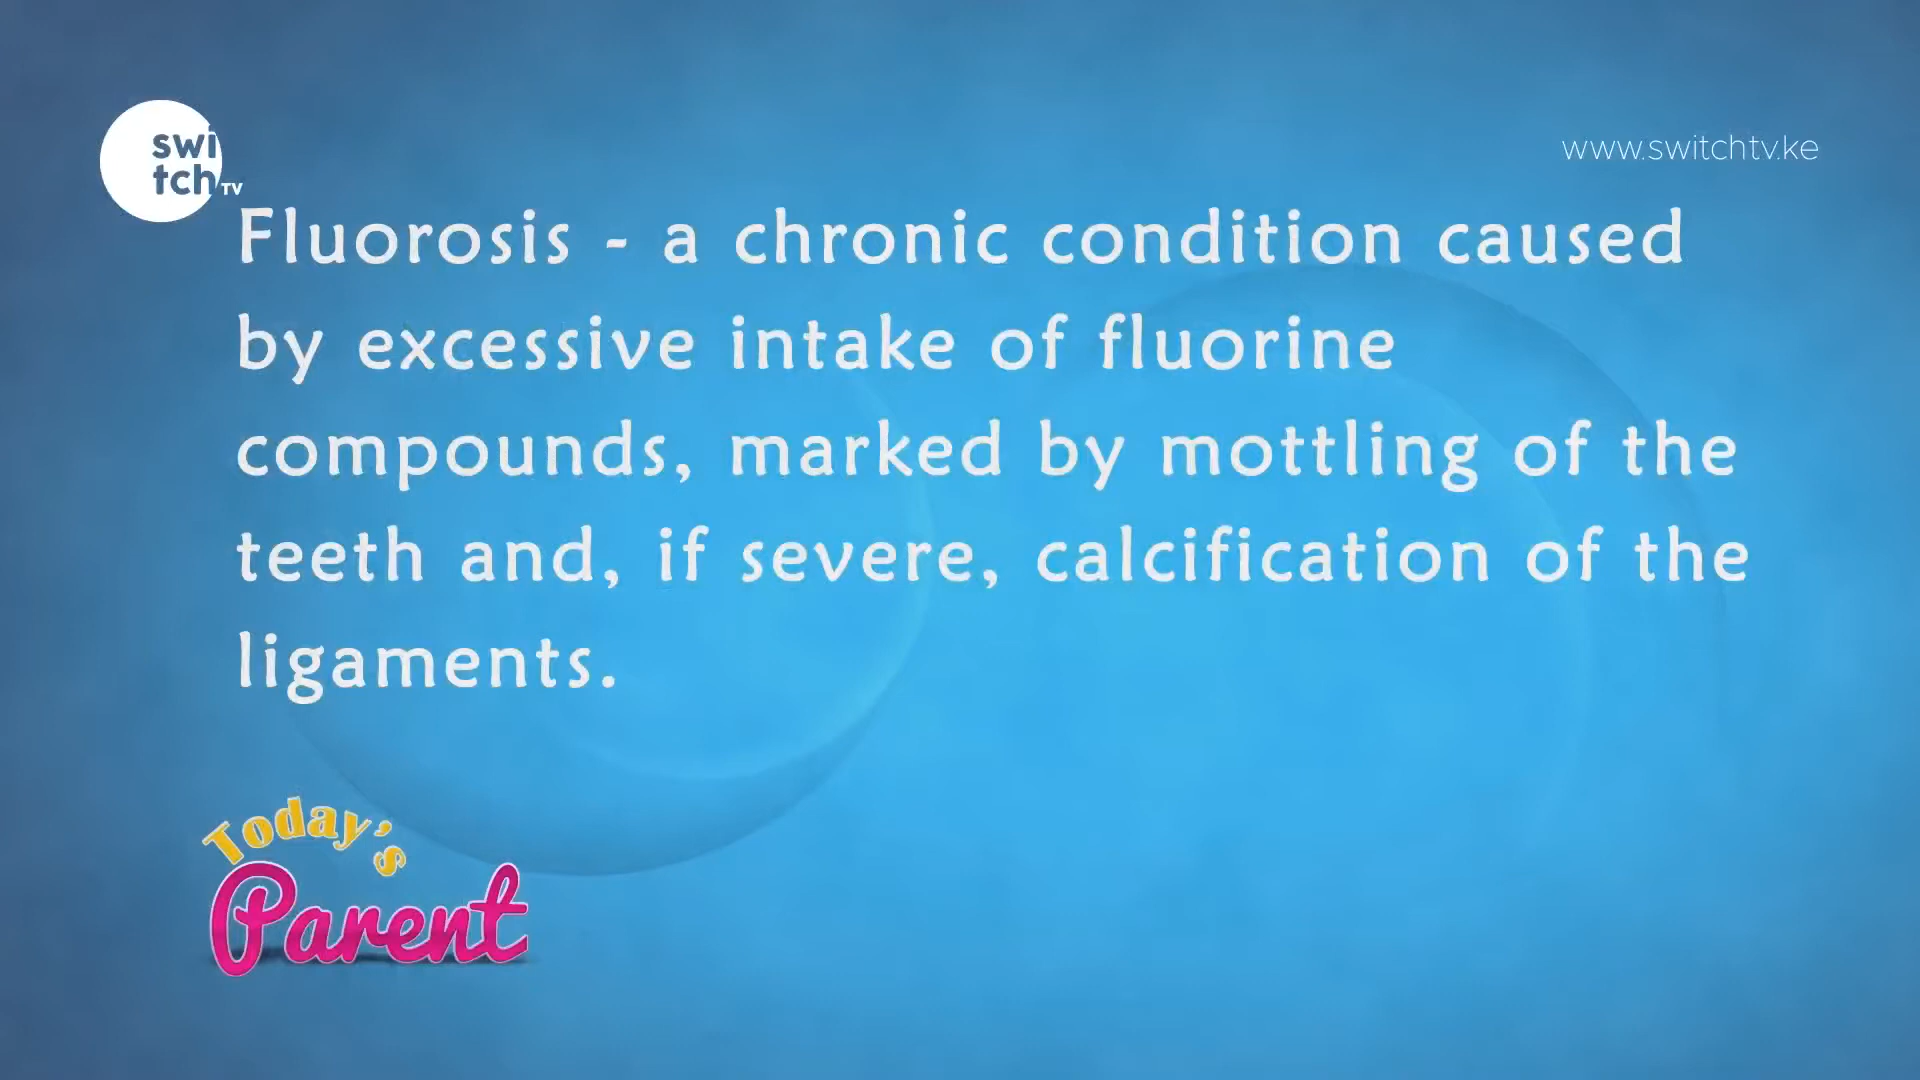 swi
tch TV
www.switchtv.ke
Fluorosis - a chronic condition caused
by excessive intake of fluorine
compounds, marked by mottling of the
teeth and, if severe, calcification of the
ligaments.
Today's
Parent